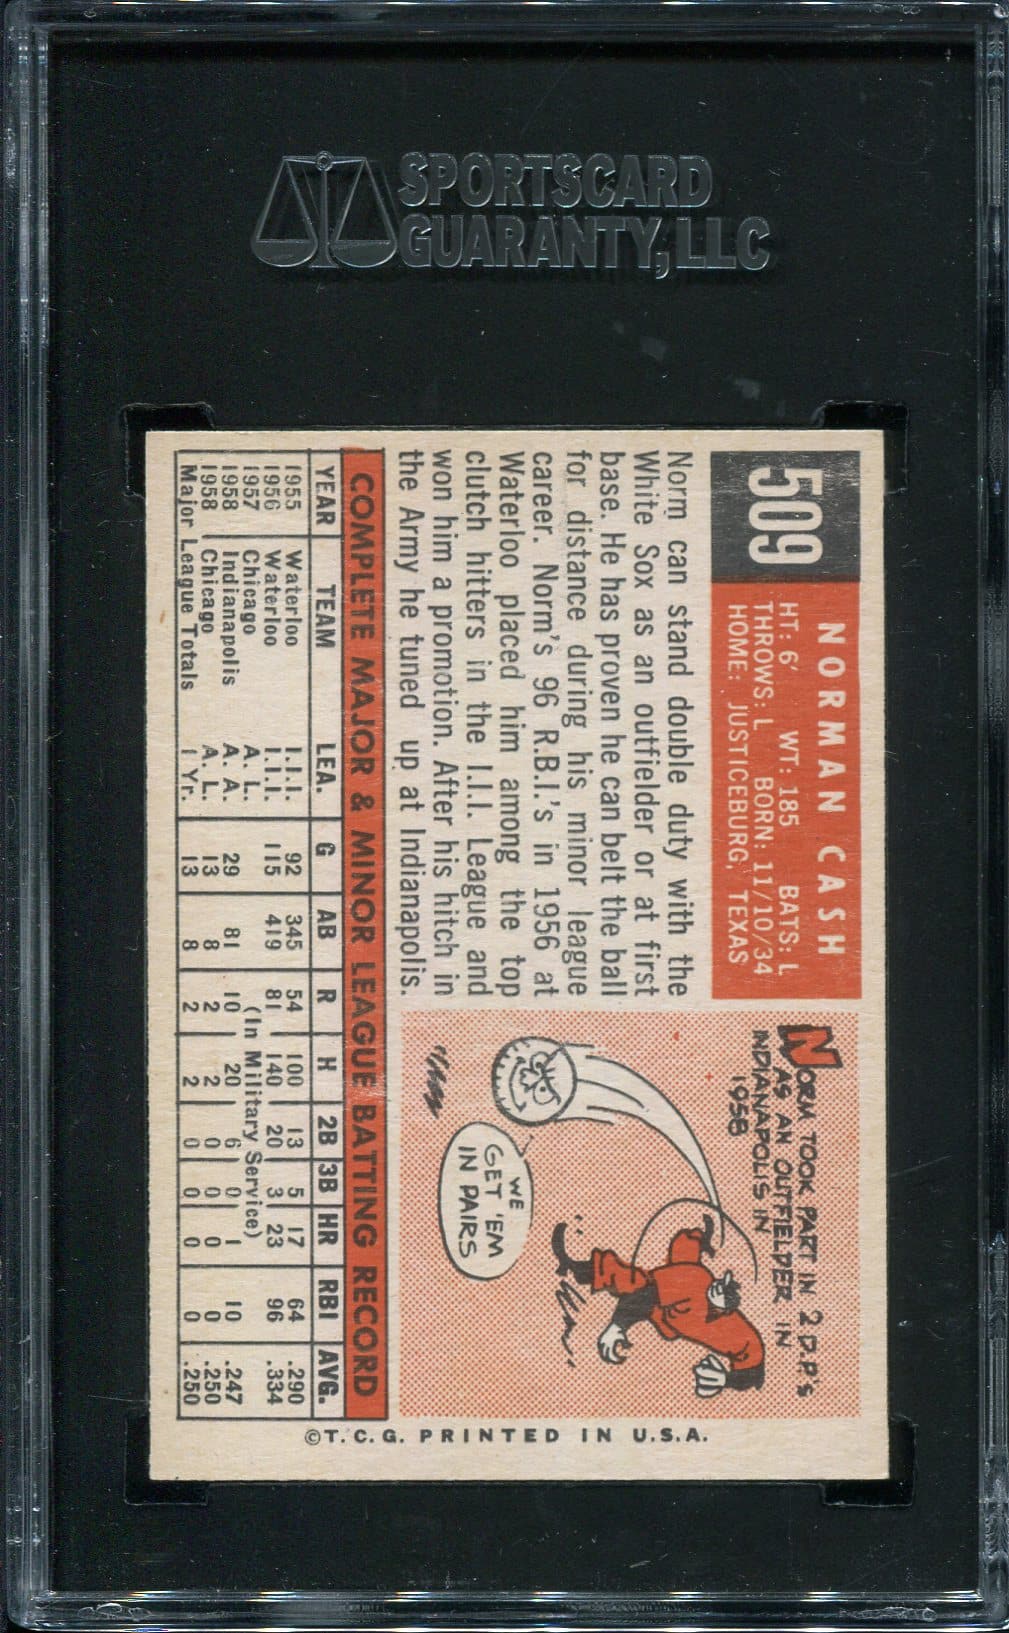 SPORTSCARD
GUARANTY, LLC
509
NORMAN CASH
HT: 6' WT: 185 BATS: L
THROWS: L BORN: 11/10/34
HOME: JUSTICEBURG, TEXAS
Norm can stand double duty with the
White Sox as an outfielder or at first
base. He has proven he can belt the ball
for distance during his minor league
career. Norm's 96 R.B.I.'s in 1956 at
Waterloo placed him among the top
clutch hitters in the I.I.I. League and
won him a promotion. After his hitch in
the Army he tuned up at Indianapolis.
NORM TOOK PART IN 2 D.P.'s
AS AN OUTFIELDER IN
INDIANAPOLIS IN
1958
WE
GET 'EM
IN PAIRS
COMPLETE MAJOR & MINOR LEAGUE BATTING RECORD
YEAR TEAM LEA. G AB R H 2B 3B HR RBI AVG.
1955 Waterloo I.I.I. 92 345 54 100 13 5 17 64 .290
1956 Waterloo I.I.I. 115 419 81 140 20 3 23 96 .334
1957 Chicago A. L. (In Military Service)
1958 Indianapolis A. A. 29 81 10 20 6 0 1 10 .247
1958 Chicago A. L. 13 8 2 2 0 0 0 0 .250
Major League Totals 1 Yr. 13 8 2 2 0 0 0 0 .250
©T. C. G. PRINTED IN U.S.A.